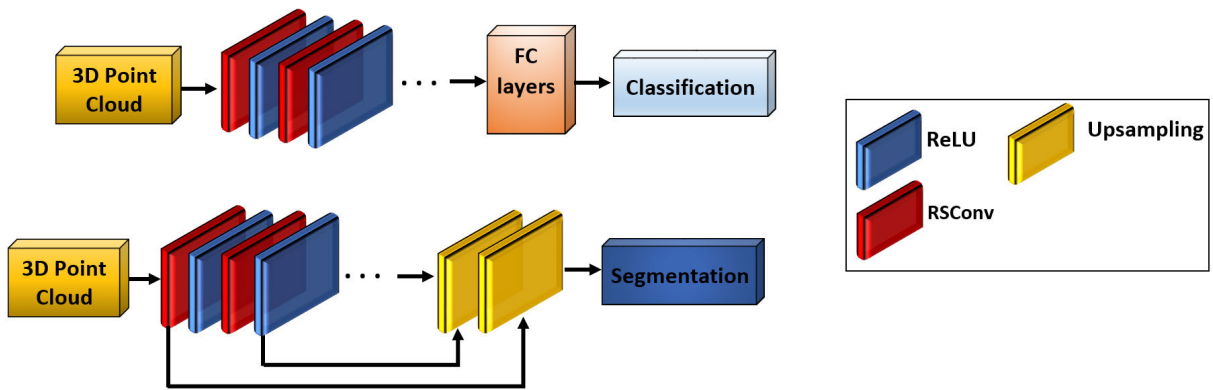 3D Point
Cloud
. . .
FC
layers
Classification
3D Point
Cloud
. . .
Segmentation
ReLU
Upsampling
RSConv